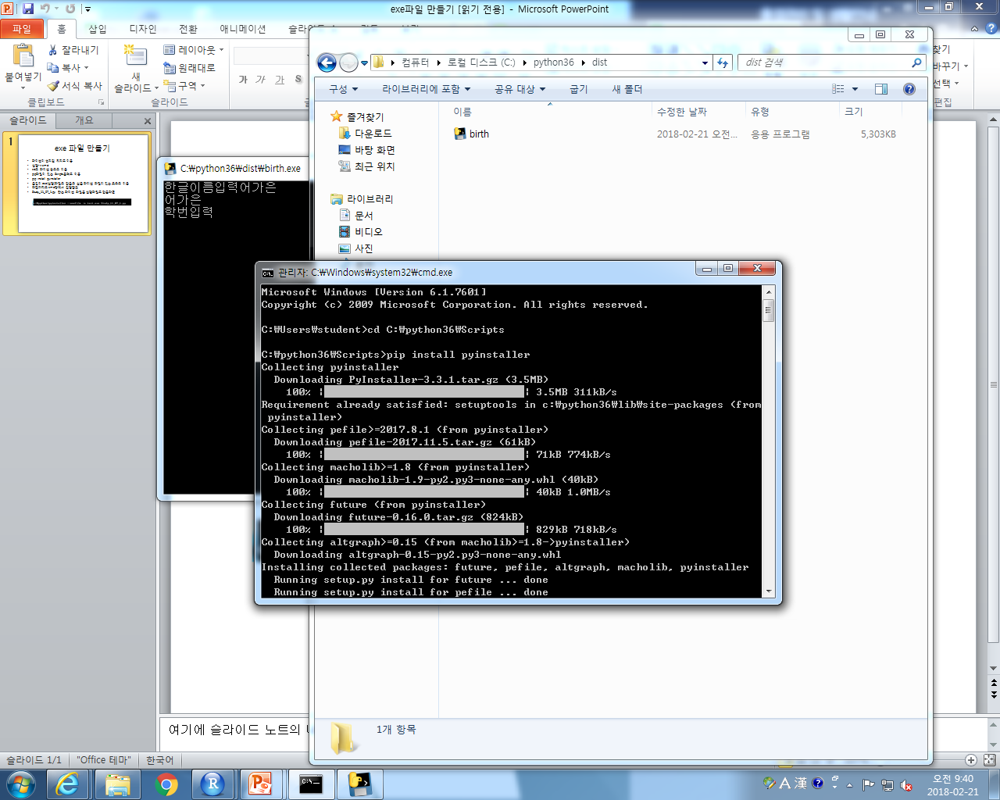 exe파일 만들기 [읽기 전용] - Microsoft PowerPoint
파일 홈 삽입 디자인 전환 애니메이션
붙여넣기
잘라내기
복사
서식 복사
클립보드
새 슬라이드
레이아웃
원래대로
구역
슬라이드
가 가 가 S
찾기
바꾸기
선택
편집
슬라이드 개요
1
exe 파일 만들기
컴퓨터 로컬 디스크 (C:) python36 dist
dist 검색
구성 라이브러리에 포함 공유 대상 굽기 새 폴더
즐겨찾기
다운로드
바탕 화면
최근 위치
라이브러리
문서
비디오
사진
이름 수정한 날짜 유형 크기
birth 2018-02-21 오전... 응용 프로그램 5,303KB
1개 항목
C:₩python36₩dist₩birth.exe
한글이름입력어가은
어가은
학번입력
관리자: C:₩Windows₩system32₩cmd.exe
Microsoft Windows [Version 6.1.7601]
Copyright (c) 2009 Microsoft Corporation. All rights reserved.
C:₩Users₩student>cd C:₩python36₩Scripts
C:₩python36₩Scripts>pip install pyinstaller
Collecting pyinstaller
Downloading PyInstaller-3.3.1.tar.gz (3.5MB)
100% | | 3.5MB 311kB/s
Requirement already satisfied: setuptools in c:₩python36₩lib₩site-packages (from
pyinstaller)
Collecting pefile>=2017.8.1 (from pyinstaller)
Downloading pefile-2017.11.5.tar.gz (61kB)
100% | | 71kB 774kB/s
Collecting macholib>=1.8 (from pyinstaller)
Downloading macholib-1.9-py2.py3-none-any.whl (40kB)
100% | | 40kB 1.0MB/s
Collecting future (from pyinstaller)
Downloading future-0.16.0.tar.gz (824kB)
100% | | 829kB 718kB/s
Collecting altgraph>=0.15 (from macholib>=1.8->pyinstaller)
Downloading altgraph-0.15-py2.py3-none-any.whl
Installing collected packages: future, pefile, altgraph, macholib, pyinstaller
Running setup.py install for future ... done
Running setup.py install for pefile ... done
여기에 슬라이드 노트의
슬라이드 1/1 "Office 테마" 한국어
A 漢
오전 9:40
2018-02-21